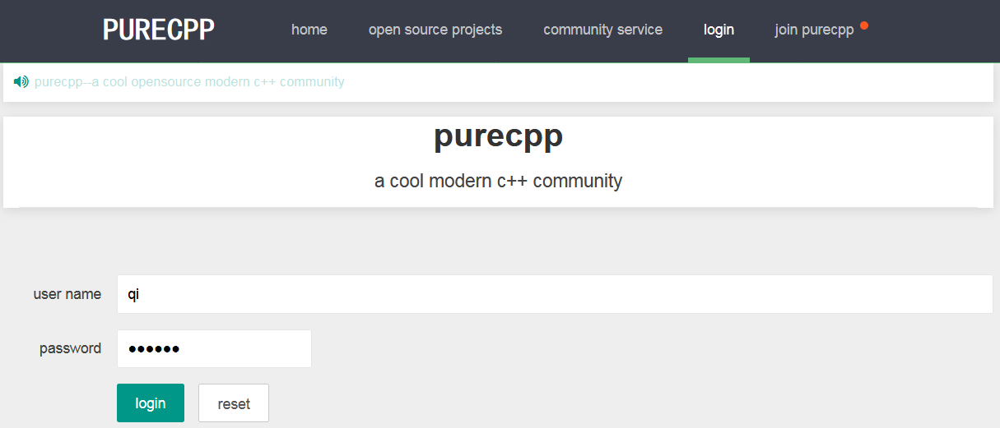 PURECPP home open source projects community service login join purecpp
purecpp--a cool opensource modern c++ community
purecpp
a cool modern c++ community
user name qi
password ●●●●●●
login reset